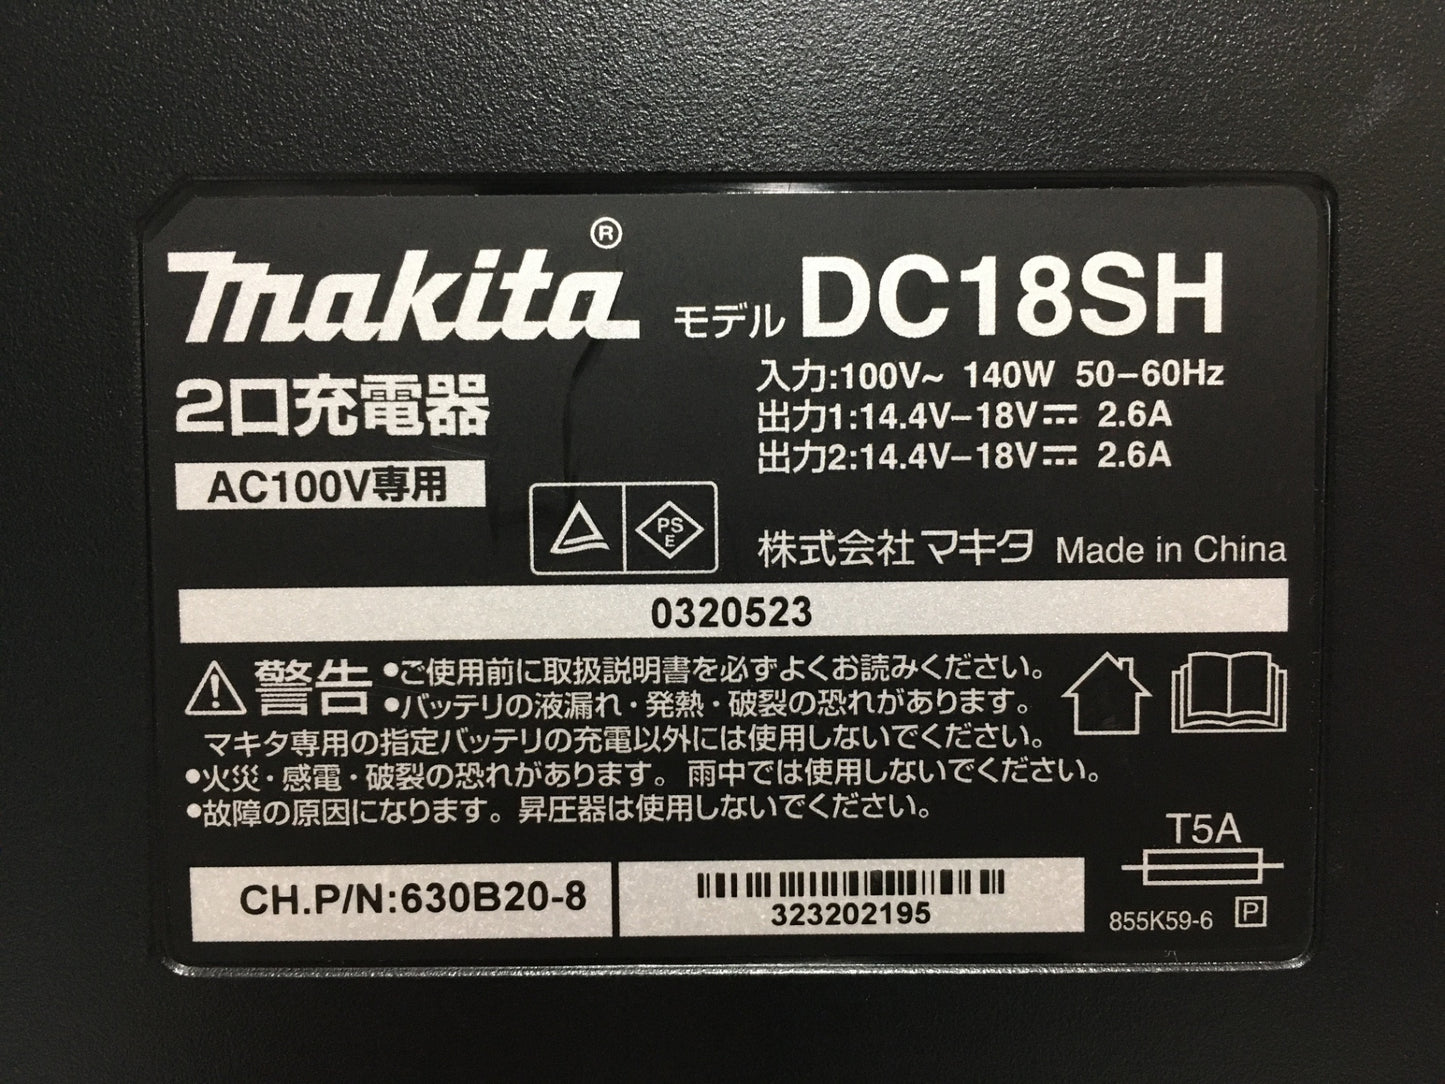 makita®
モデル DC18SH
2口充電器
AC100V専用
入力:100V~ 140W 50–60Hz
出力1:14.4V–18V⎓ 2.6A
出力2:14.4V–18V⎓ 2.6A
PS
E
株式会社マキタ Made in China
0320523
警告 •ご使用前に取扱説明書を必ずよくお読みください。
•バッテリの液漏れ・発熱・破裂の恐れがあります。
マキタ専用の指定バッテリの充電以外には使用しないでください。
•火災・感電・破裂の恐れがあります。雨中では使用しないでください。
•故障の原因になります。昇圧器は使用しないでください。
T5A
CH.P/N:630B20-8
323202195
855K59-6 P